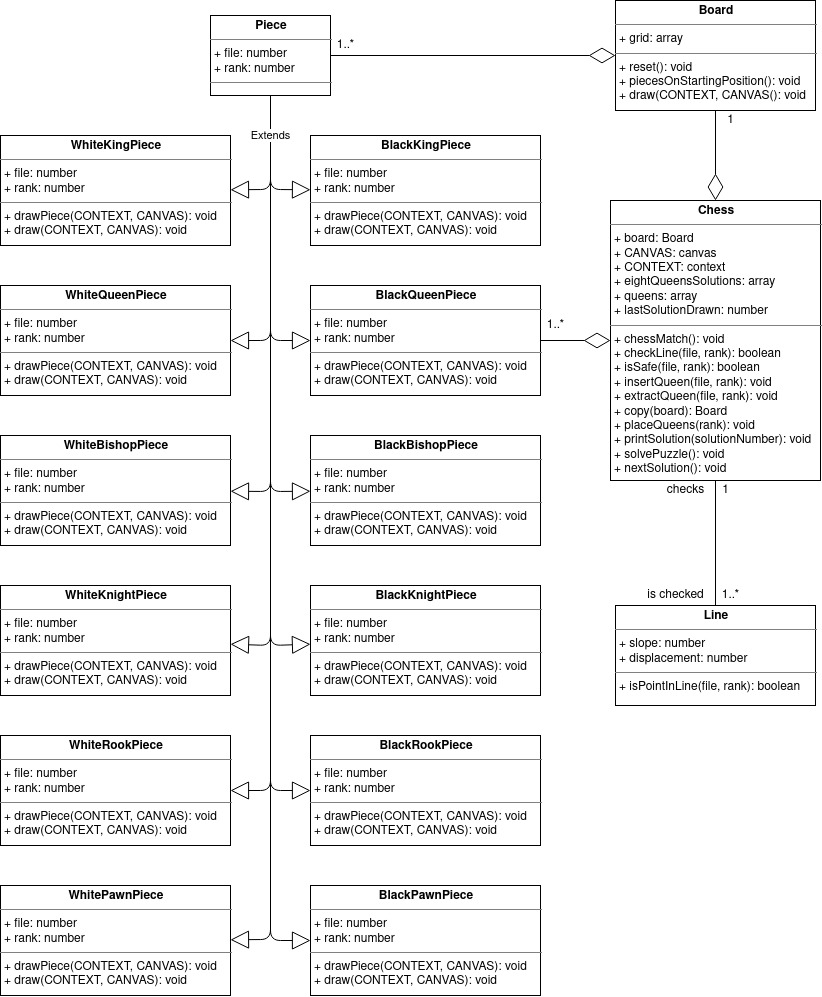 Piece
+ file: number
+ rank: number
1..*
Board
+ grid: array
+ reset(): void
+ piecesOnStartingPosition(): void
+ draw(CONTEXT, CANVAS(): void
1
Extends
WhiteKingPiece
+ file: number
+ rank: number
+ drawPiece(CONTEXT, CANVAS): void
+ draw(CONTEXT, CANVAS): void
BlackKingPiece
+ file: number
+ rank: number
+ drawPiece(CONTEXT, CANVAS): void
+ draw(CONTEXT, CANVAS): void
WhiteQueenPiece
+ file: number
+ rank: number
+ drawPiece(CONTEXT, CANVAS): void
+ draw(CONTEXT, CANVAS): void
BlackQueenPiece
+ file: number
+ rank: number
+ drawPiece(CONTEXT, CANVAS): void
+ draw(CONTEXT, CANVAS): void
1..*
Chess
+ board: Board
+ CANVAS: canvas
+ CONTEXT: context
+ eightQueensSolutions: array
+ queens: array
+ lastSolutionDrawn: number
+ chessMatch(): void
+ checkLine(file, rank): boolean
+ isSafe(file, rank): boolean
+ insertQueen(file, rank): void
+ extractQueen(file, rank): void
+ copy(board): Board
+ placeQueens(rank): void
+ printSolution(solutionNumber): void
+ solvePuzzle(): void
+ nextSolution(): void
checks 1
WhiteBishopPiece
+ file: number
+ rank: number
+ drawPiece(CONTEXT, CANVAS): void
+ draw(CONTEXT, CANVAS): void
BlackBishopPiece
+ file: number
+ rank: number
+ drawPiece(CONTEXT, CANVAS): void
+ draw(CONTEXT, CANVAS): void
is checked 1..*
Line
+ slope: number
+ displacement: number
+ isPointInLine(file, rank): boolean
WhiteKnightPiece
+ file: number
+ rank: number
+ drawPiece(CONTEXT, CANVAS): void
+ draw(CONTEXT, CANVAS): void
BlackKnightPiece
+ file: number
+ rank: number
+ drawPiece(CONTEXT, CANVAS): void
+ draw(CONTEXT, CANVAS): void
WhiteRookPiece
+ file: number
+ rank: number
+ drawPiece(CONTEXT, CANVAS): void
+ draw(CONTEXT, CANVAS): void
BlackRookPiece
+ file: number
+ rank: number
+ drawPiece(CONTEXT, CANVAS): void
+ draw(CONTEXT, CANVAS): void
WhitePawnPiece
+ file: number
+ rank: number
+ drawPiece(CONTEXT, CANVAS): void
+ draw(CONTEXT, CANVAS): void
BlackPawnPiece
+ file: number
+ rank: number
+ drawPiece(CONTEXT, CANVAS): void
+ draw(CONTEXT, CANVAS): void